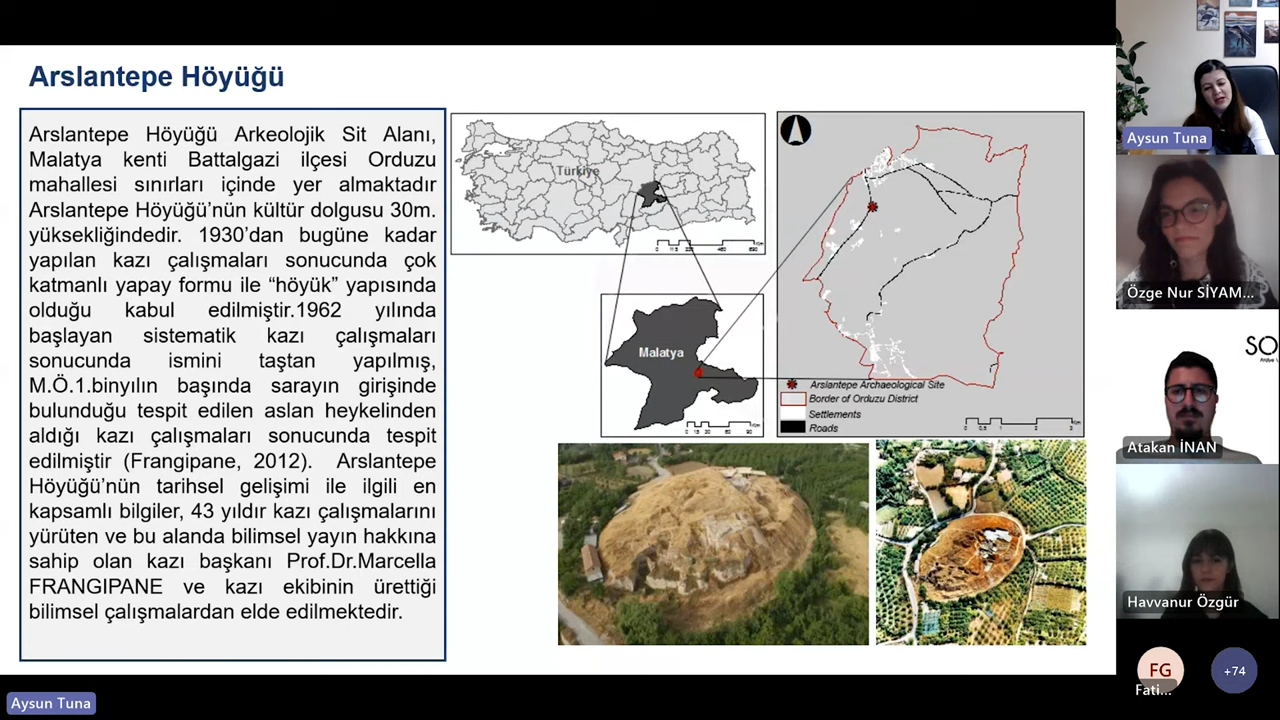 Arslantepe Höyüğü
Arslantepe Höyüğü Arkeolojik Sit Alanı,
Malatya kenti Battalgazi ilçesi Orduzu
mahallesi sınırları içinde yer almaktadır
Arslantepe Höyüğü’nün kültür dolgusu 30m.
yüksekliğindedir. 1930’dan bugüne kadar
yapılan kazı çalışmaları sonucunda çok
katmanlı yapay formu ile “höyük” yapısında
olduğu kabul edilmiştir.1962 yılında
başlayan sistematik kazı çalışmaları
sonucunda ismini taştan yapılmış,
M.Ö.1.binyılın başında sarayın girişinde
bulunduğu tespit edilen aslan heykelinden
aldığı kazı çalışmaları sonucunda tespit
edilmiştir (Frangipane, 2012). Arslantepe
Höyüğü’nün tarihsel gelişimi ile ilgili en
kapsamlı bilgiler, 43 yıldır kazı çalışmalarını
yürüten ve bu alanda bilimsel yayın hakkına
sahip olan kazı başkanı Prof.Dr.Marcella
FRANGIPANE ve kazı ekibinin ürettiği
bilimsel çalışmalardan elde edilmektedir.
Türkiye
Malatya
Arslantepe Archaeological Site
Border of Orduzu District
Settlements
Roads
Aysun Tuna
Özge Nur SİYAM...
SO
Atakan İNAN
Havvanur Özgür
FG
Fati...
+74
Aysun Tuna